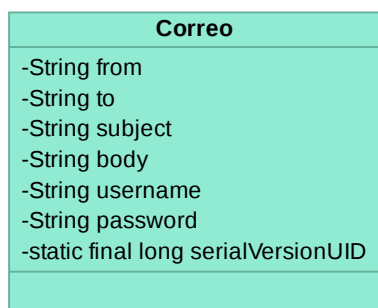 Correo
-String from
-String to
-String subject
-String body
-String username
-String password
-static final long serialVersionUID